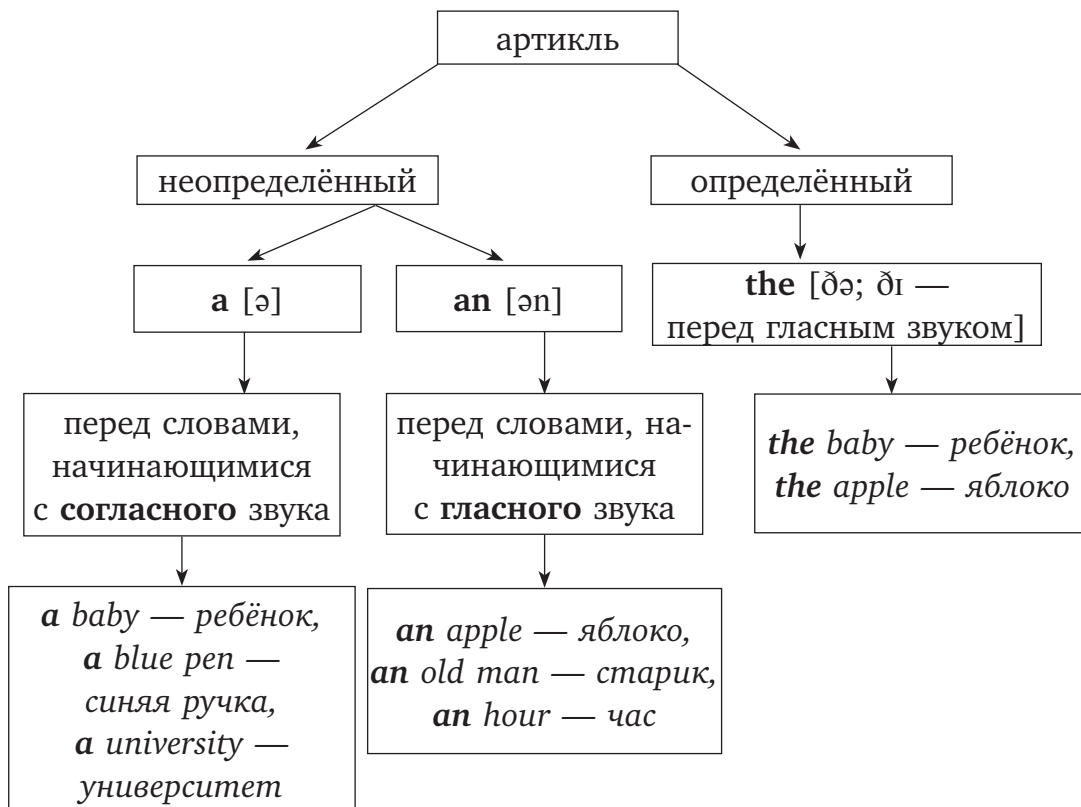 артикль
неопределённый
определённый
a [ə]
an [ən]
the [ðə; ðɪ —
перед гласным звуком]
перед словами,
начинающимися
с согласного звука
перед словами, на-
чинающимися
с гласного звука
the baby — ребёнок,
the apple — яблоко
a baby — ребёнок,
a blue pen —
синяя ручка,
a university —
университет
an apple — яблоко,
an old man — старик,
an hour — час